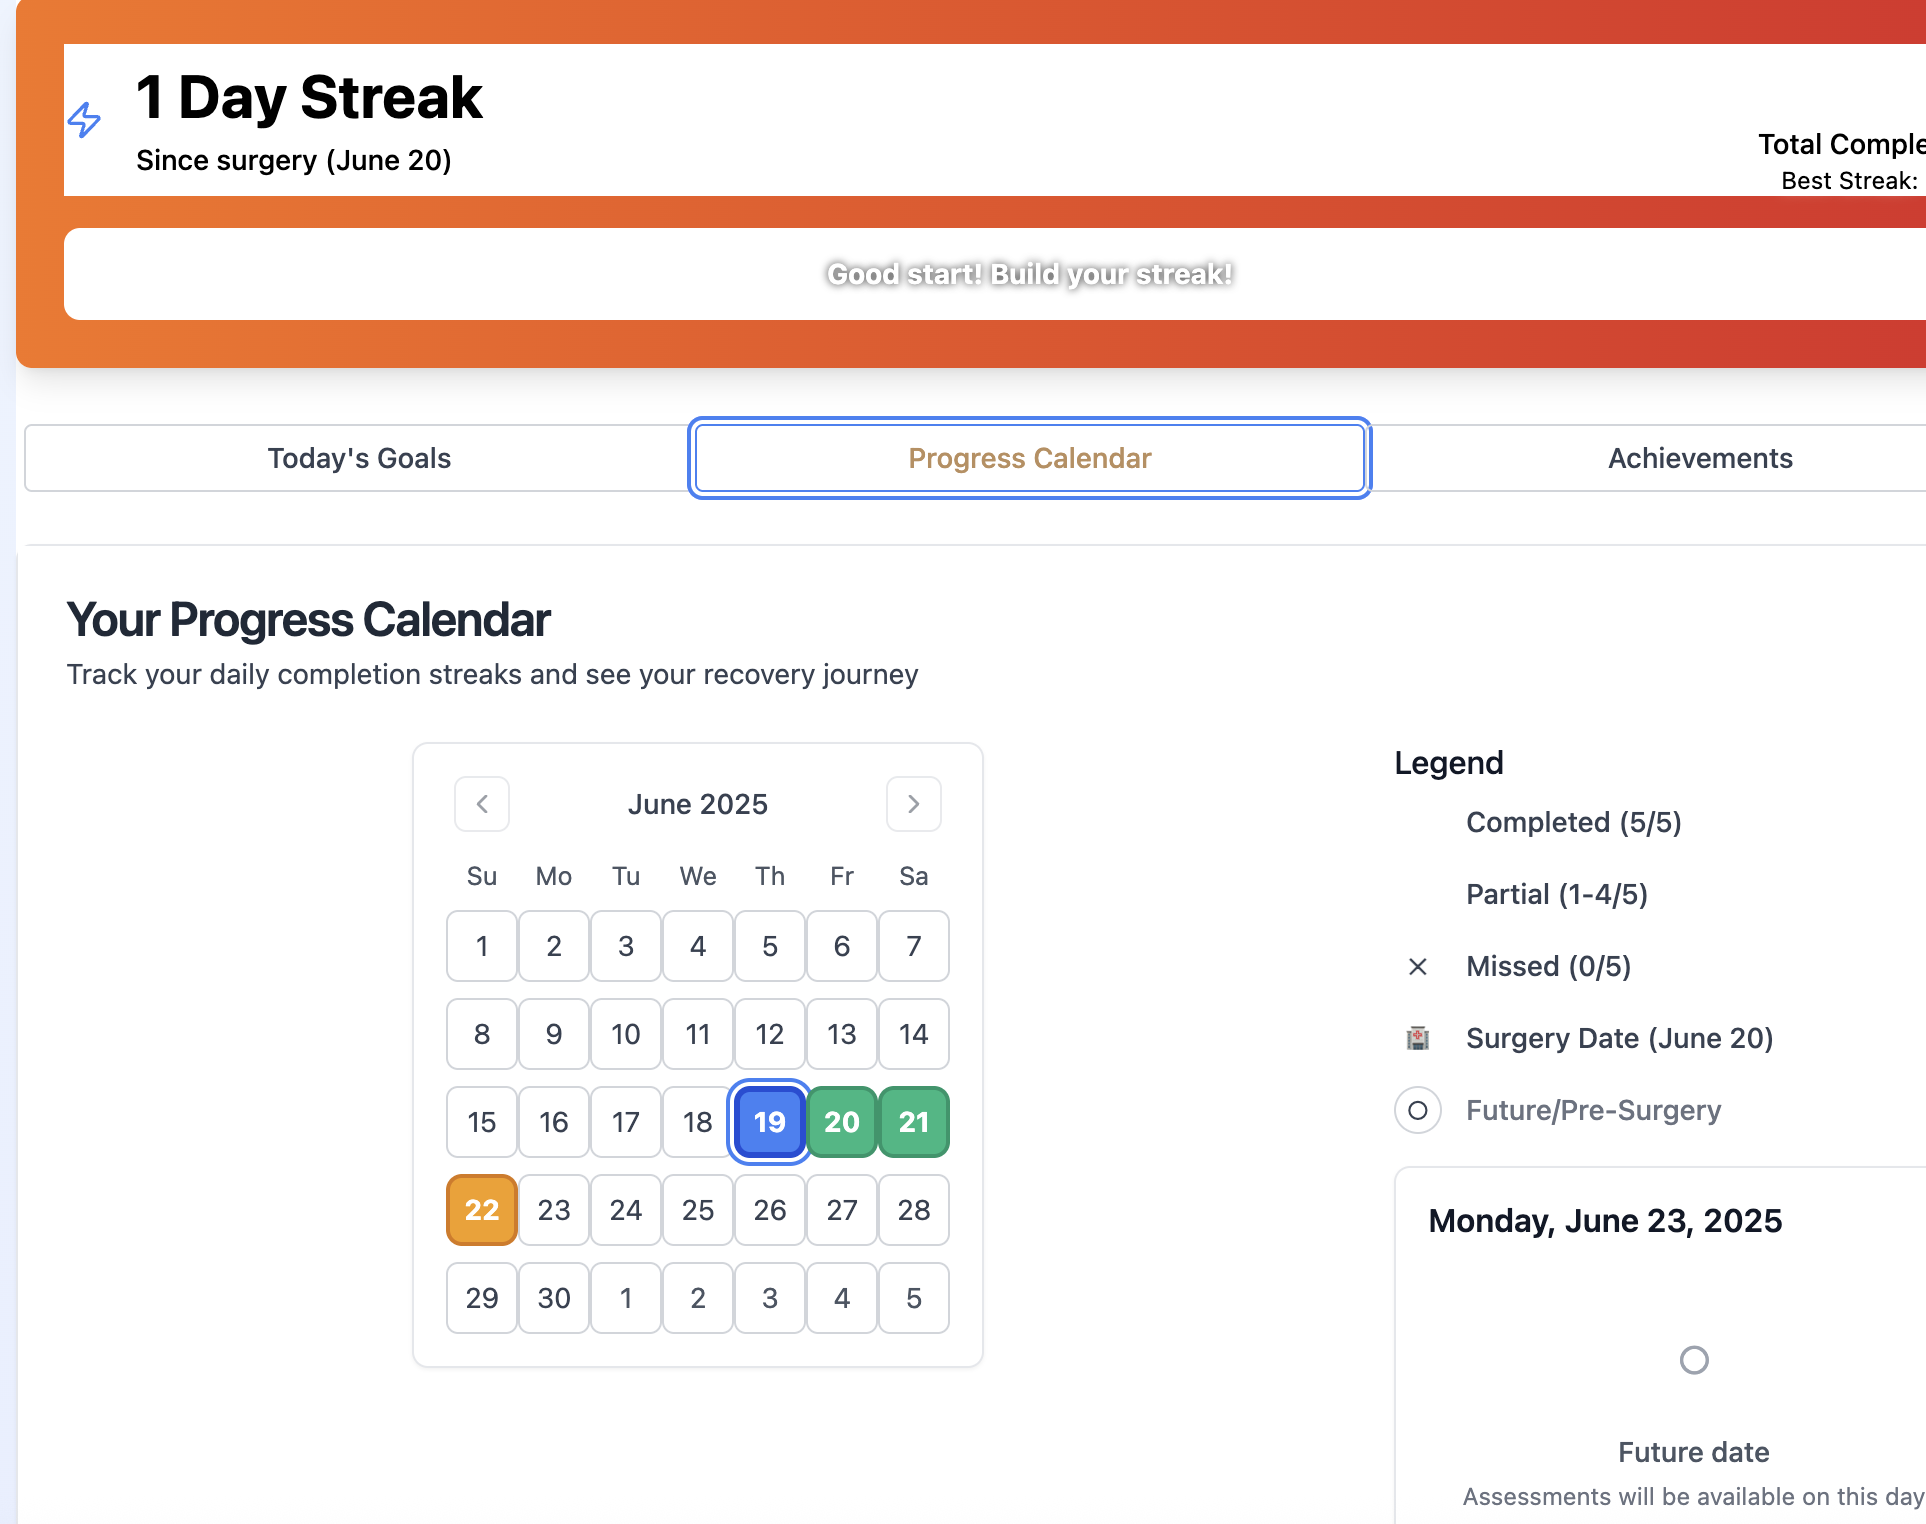 1 Day Streak
Since surgery (June 20)
Total Comple
Best Streak:
Good start! Build your streak!
Today's Goals
Progress Calendar
Achievements
Your Progress Calendar
Track your daily completion streaks and see your recovery journey
June 2025
Su Mo Tu We Th Fr Sa
1 2 3 4 5 6 7
8 9 10 11 12 13 14
15 16 17 18 19 20 21
22 23 24 25 26 27 28
29 30 1 2 3 4 5
Legend
Completed (5/5)
Partial (1-4/5)
Missed (0/5)
Surgery Date (June 20)
Future/Pre-Surgery
Monday, June 23, 2025
Future date
Assessments will be available on this day